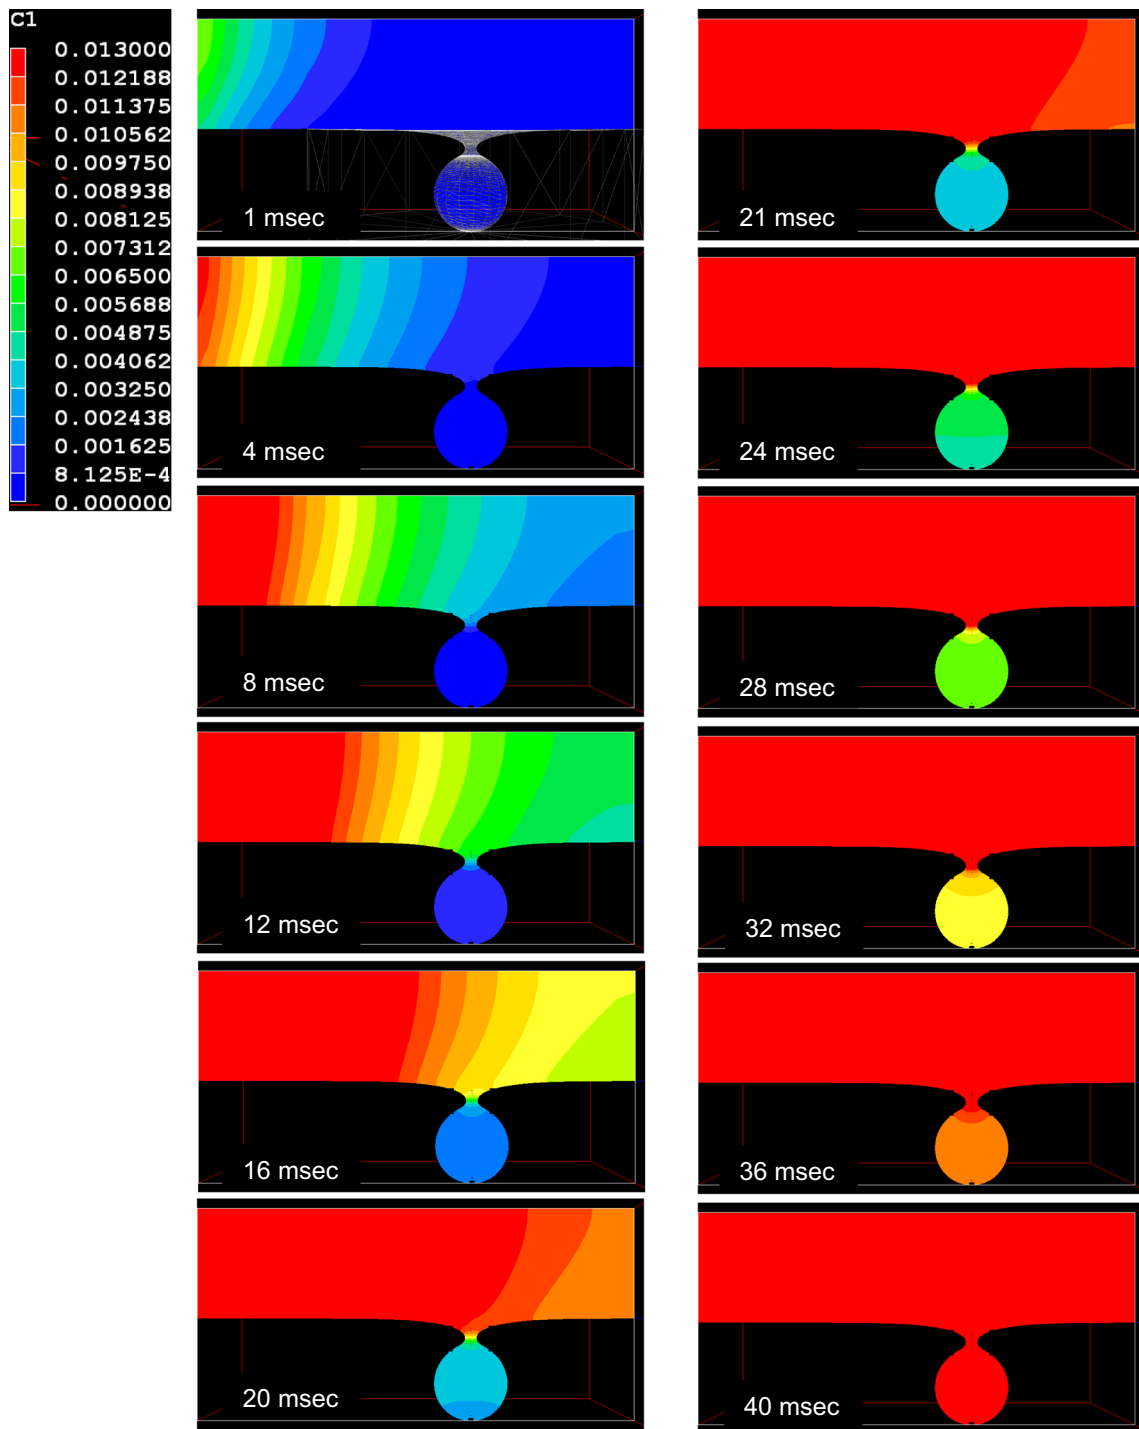 C1
0.013000
0.012188
0.011375
0.010562
0.009750
0.008938
0.008125
0.007312
0.006500
0.005688
0.004875
0.004062
0.003250
0.002438
0.001625
8.125E-4
0.000000
1 msec
4 msec
8 msec
12 msec
16 msec
20 msec
21 msec
24 msec
28 msec
32 msec
36 msec
40 msec